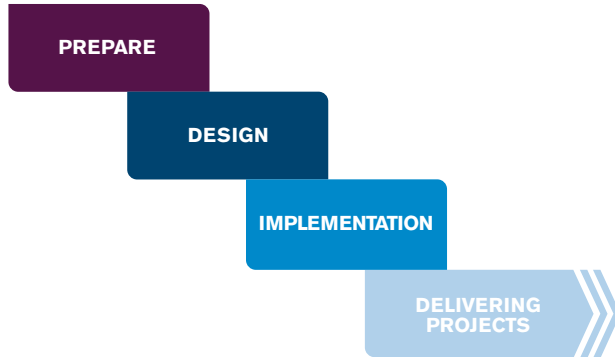 PREPARE
DESIGN
IMPLEMENTATION
DELIVERING
PROJECTS